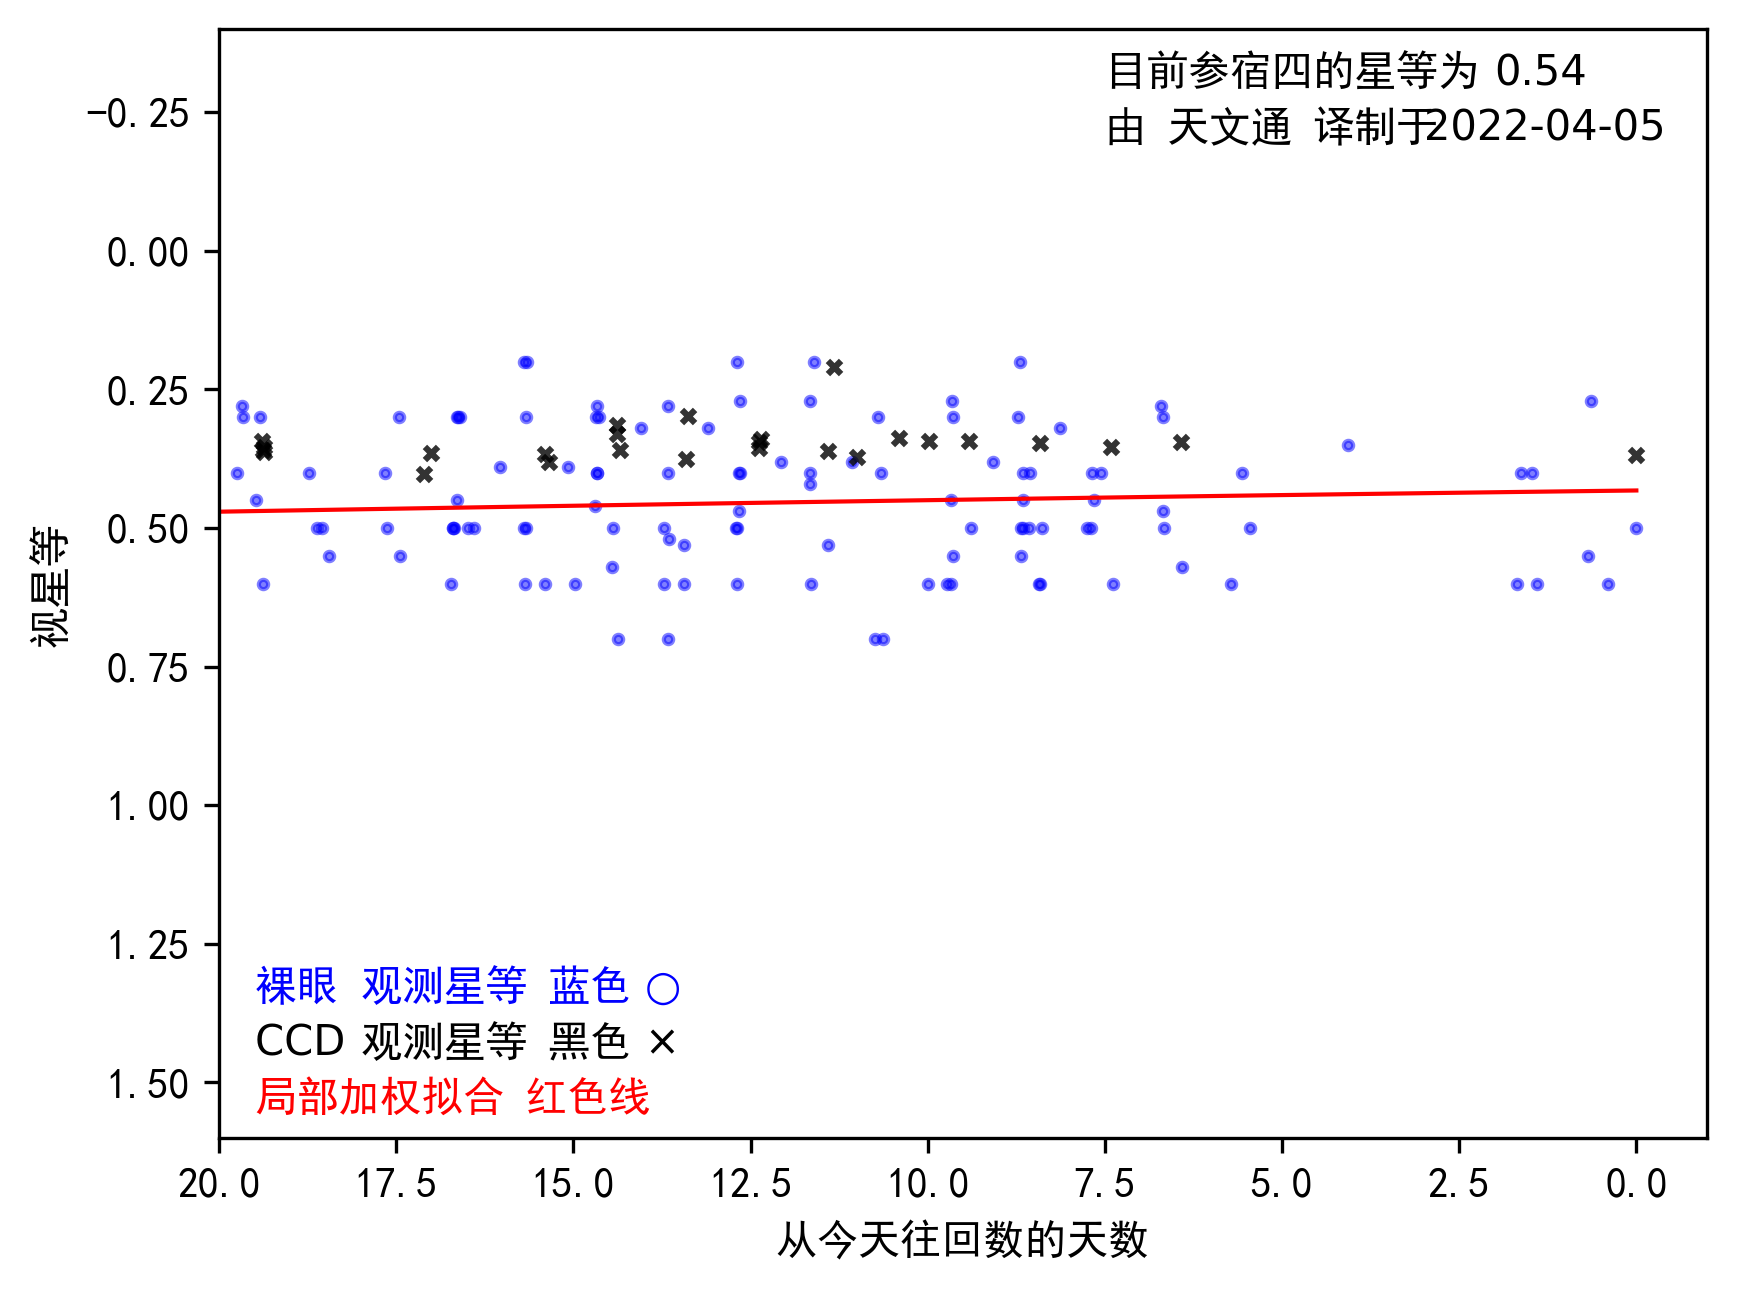 目前参宿四的星等为 0.54
由 天文通 译制于2022-04-05
-0.25
0.00
0.25
0.50
0.75
1.00
1.25
1.50
视星等
裸眼 观测星等 蓝色 ○
CCD 观测星等 黑色 ×
局部加权拟合 红色线
20.0 17.5 15.0 12.5 10.0 7.5 5.0 2.5 0.0
从今天往回数的天数